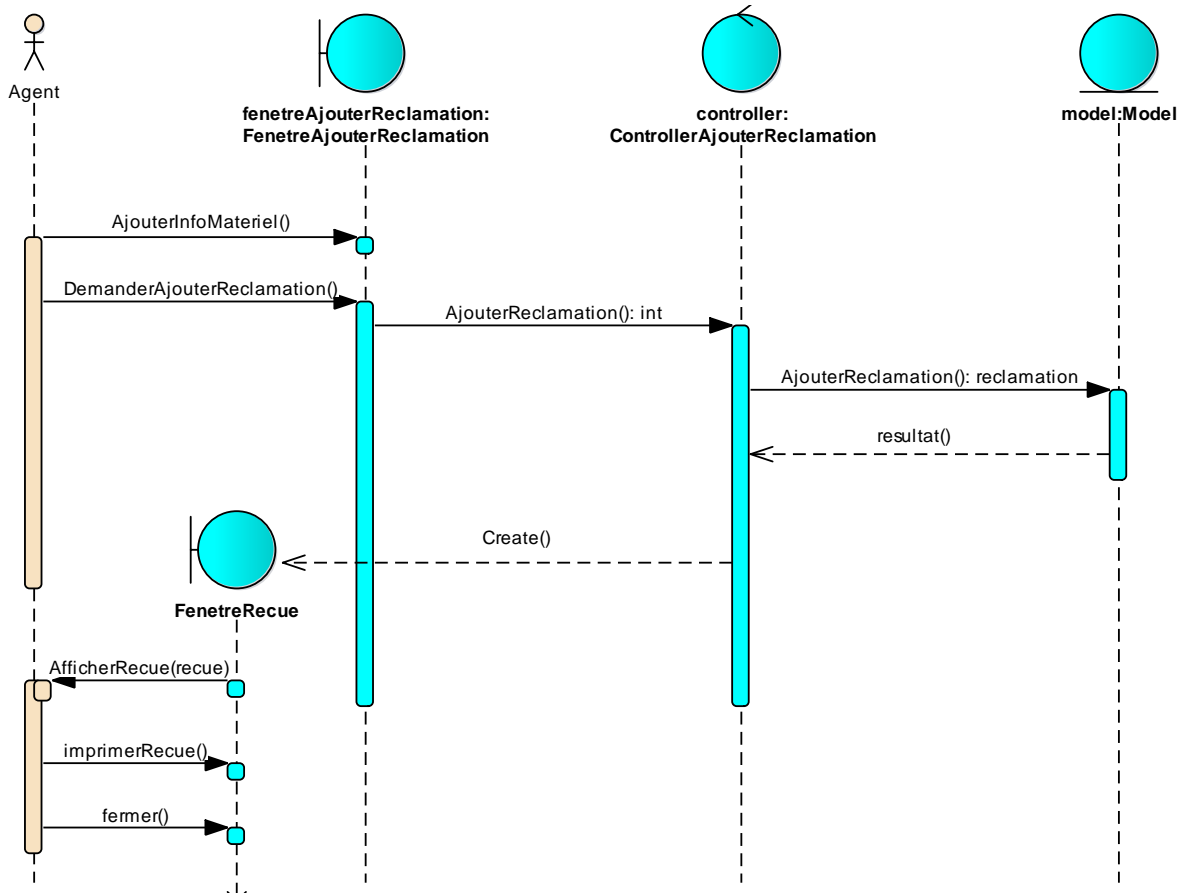 Agent
fenetreAjouterReclamation:
FenetreAjouterReclamation
controller:
ControllerAjouterReclamation
model:Model
AjouterInfoMateriel()
DemanderAjouterReclamation()
AjouterReclamation(): int
AjouterReclamation(): reclamation
resultat()
Create()
FenetreRecue
AfficherRecue(recue)
imprimerRecue()
fermer()